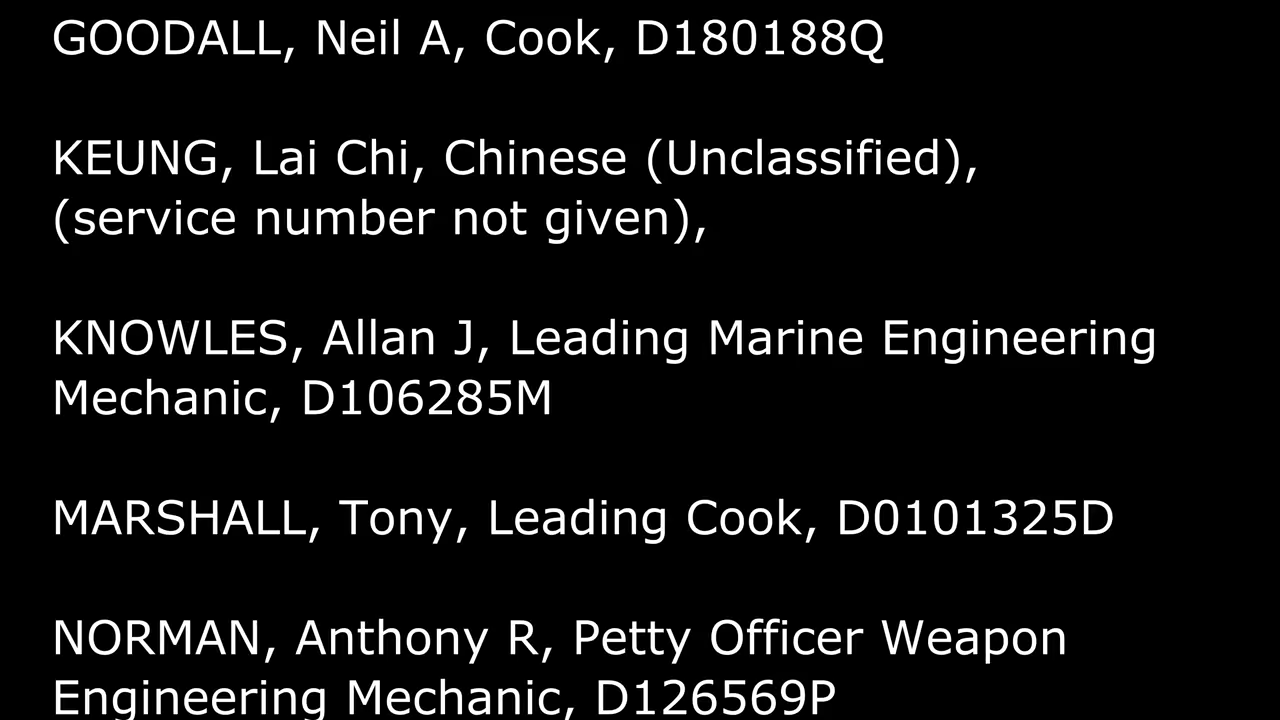 GOODALL, Neil A, Cook, D180188Q
KEUNG, Lai Chi, Chinese (Unclassified),
(service number not given),
KNOWLES, Allan J, Leading Marine Engineering
Mechanic, D106285M
MARSHALL, Tony, Leading Cook, D0101325D
NORMAN, Anthony R, Petty Officer Weapon
Engineering Mechanic, D126569P